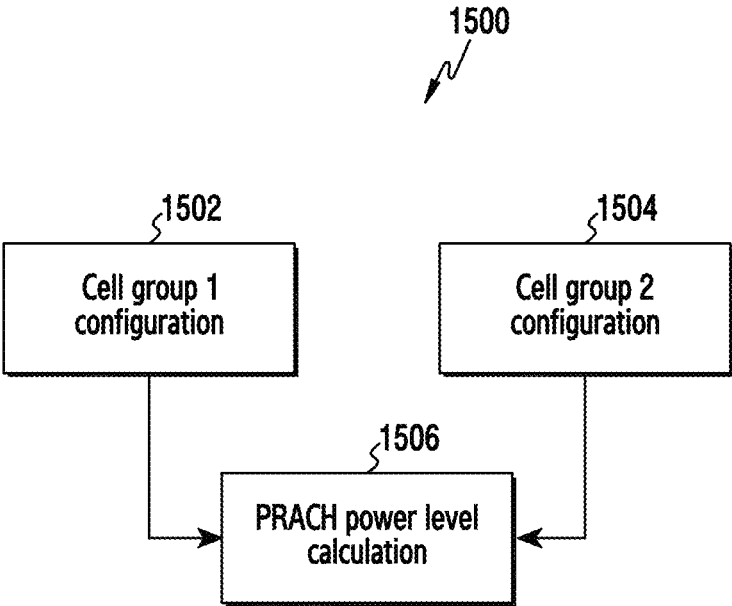 1500
1502
1504
Cell group 1
configuration
Cell group 2
configuration
1506
PRACH power level
calculation